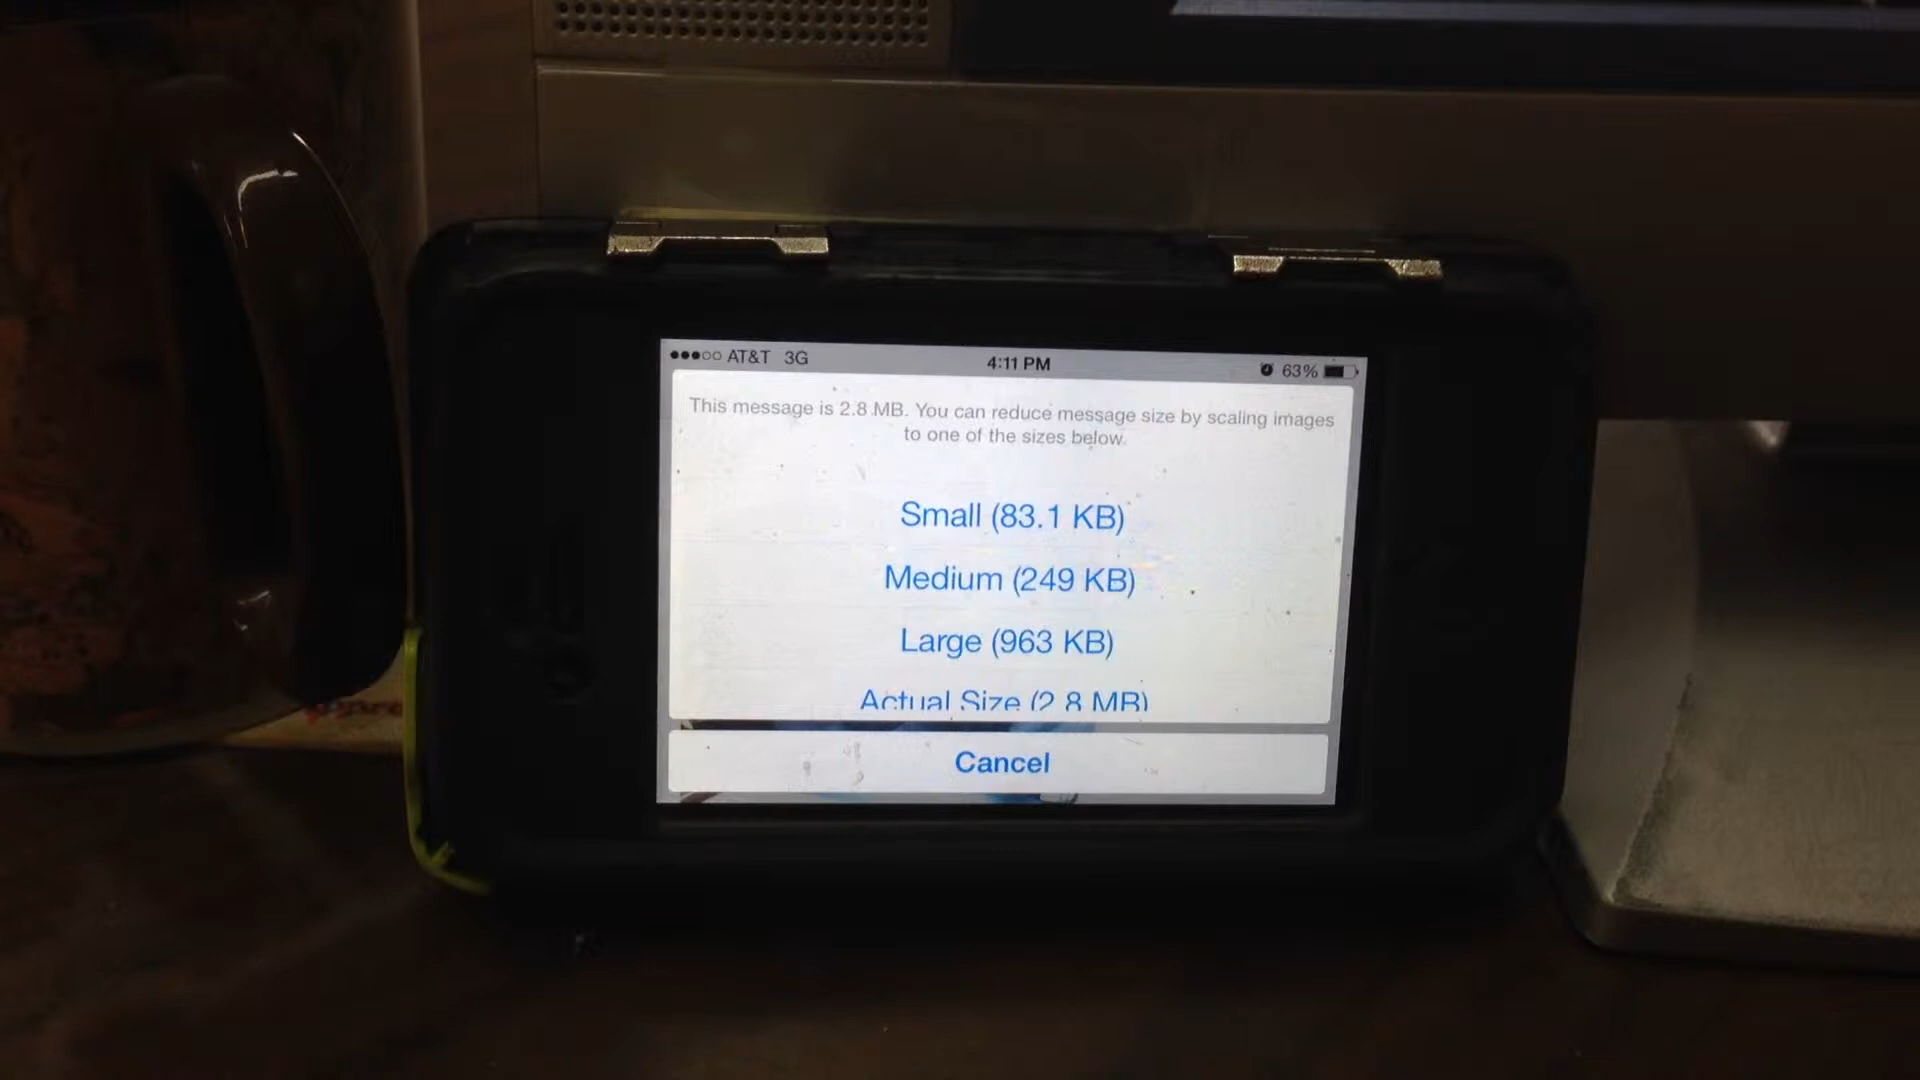 AT&T 3G 4:11 PM 63%
This message is 2.8 MB. You can reduce message size by scaling images
to one of the sizes below.
Small (83.1 KB)
Medium (249 KB)
Large (963 KB)
Actual Size (2.8 MB)
Cancel